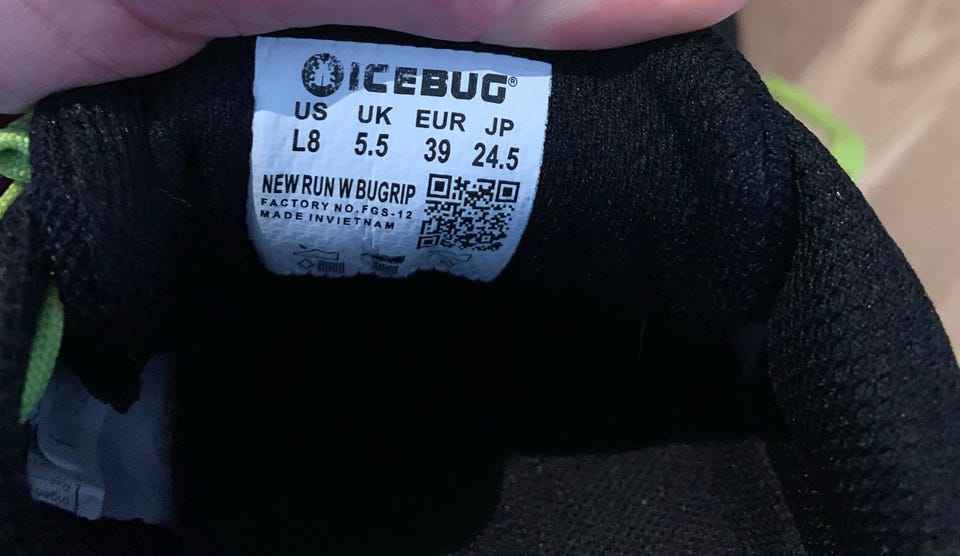 ICEBUG®
US UK EUR JP
L8 5.5 39 24.5
NEW RUN W BUGRIP
FACTORY NO.FGS-12
MADE INVIETNAM